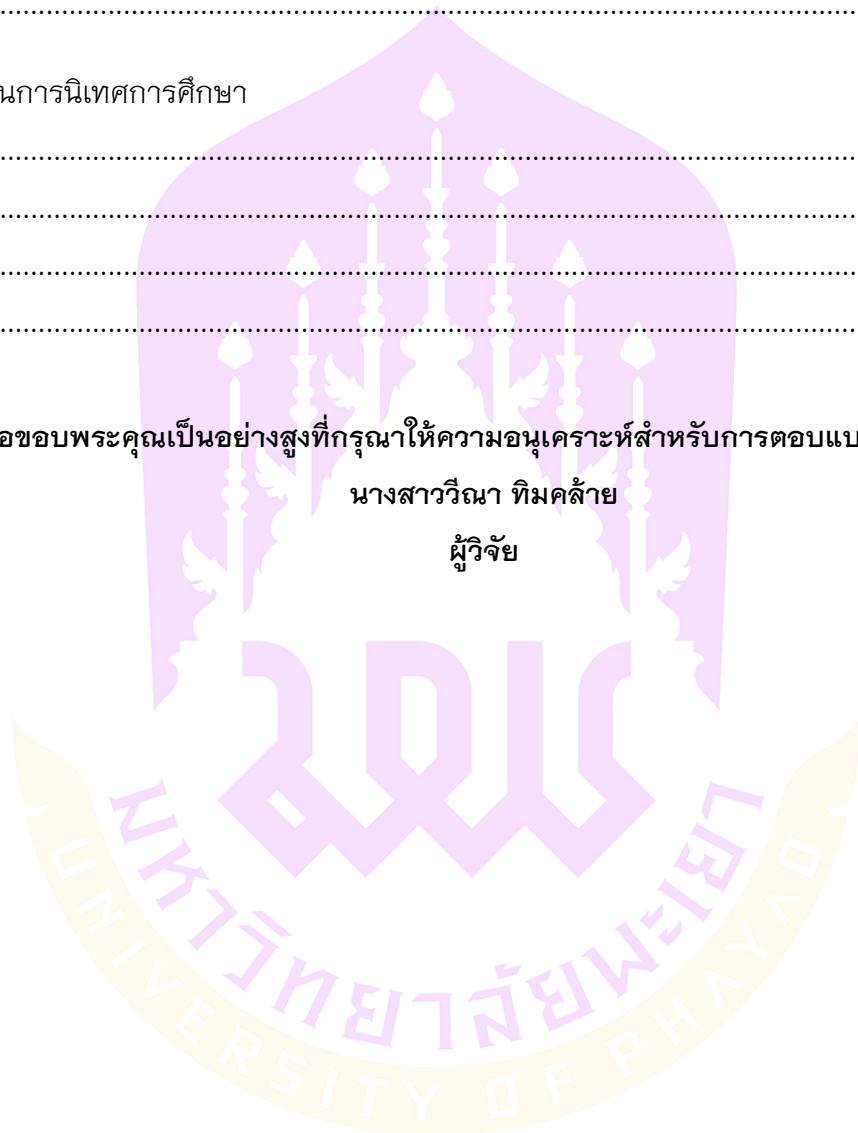 ................................................................................
นการนิเทศการศึกษา
................................................................................
................................................................................
................................................................................
................................................................................
อขอบพระคุณเป็นอย่างสูงที่กรุณาให้ความอนุเคราะห์สำหรับการตอบแบ
นางสาววีณา ทิมคล้าย
ผู้วิจัย
มหาวิทยาลัยพะเยา
UNIVERSITY OF PHAYAO